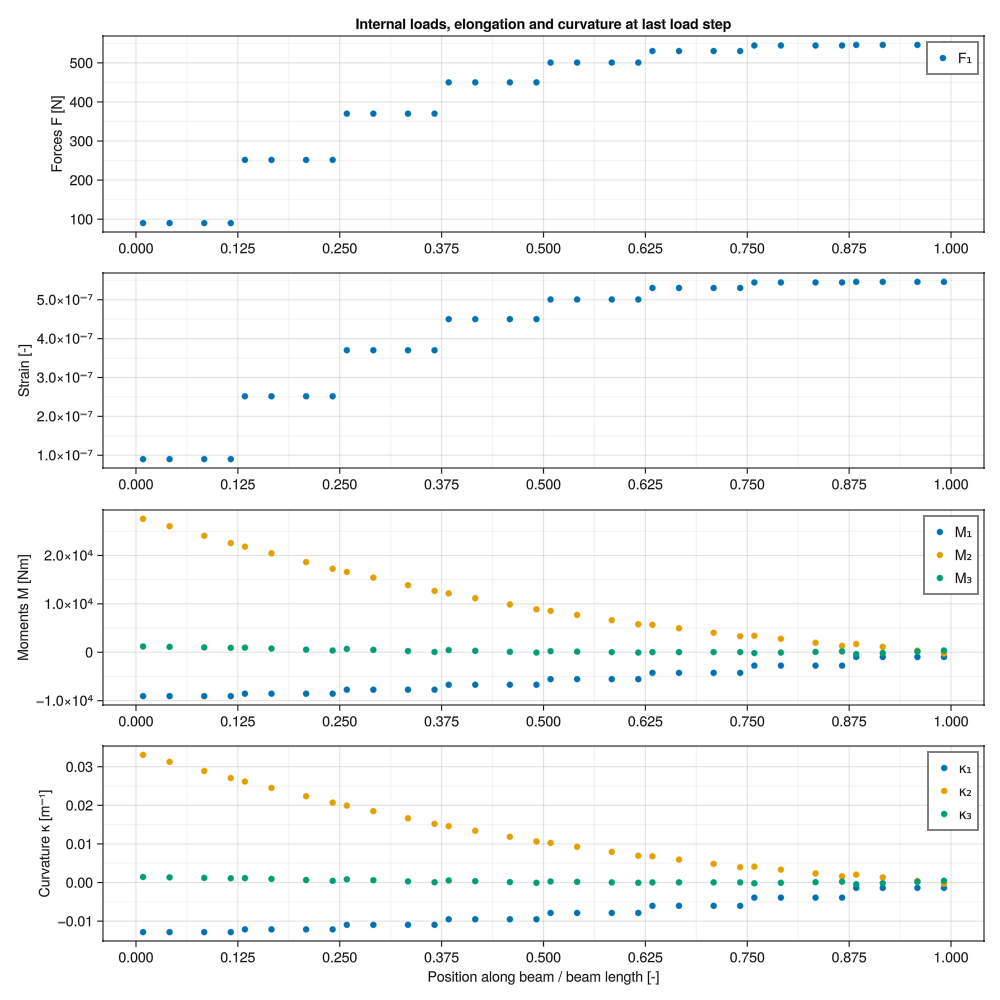 Internal loads, elongation and curvature at last load step
Forces F [N]
500
400
300
200
100
F₁
0.000 0.125 0.250 0.375 0.500 0.625 0.750 0.875 1.000
Strain [-]
5.0×10⁻⁷
4.0×10⁻⁷
3.0×10⁻⁷
2.0×10⁻⁷
1.0×10⁻⁷
0.000 0.125 0.250 0.375 0.500 0.625 0.750 0.875 1.000
Moments M [Nm]
2.0×10⁴
1.0×10⁴
0
−1.0×10⁴
M₁
M₂
M₃
0.000 0.125 0.250 0.375 0.500 0.625 0.750 0.875 1.000
Curvature κ [m⁻¹]
0.03
0.02
0.01
0.00
−0.01
κ₁
κ₂
κ₃
0.000 0.125 0.250 0.375 0.500 0.625 0.750 0.875 1.000
Position along beam / beam length [-]